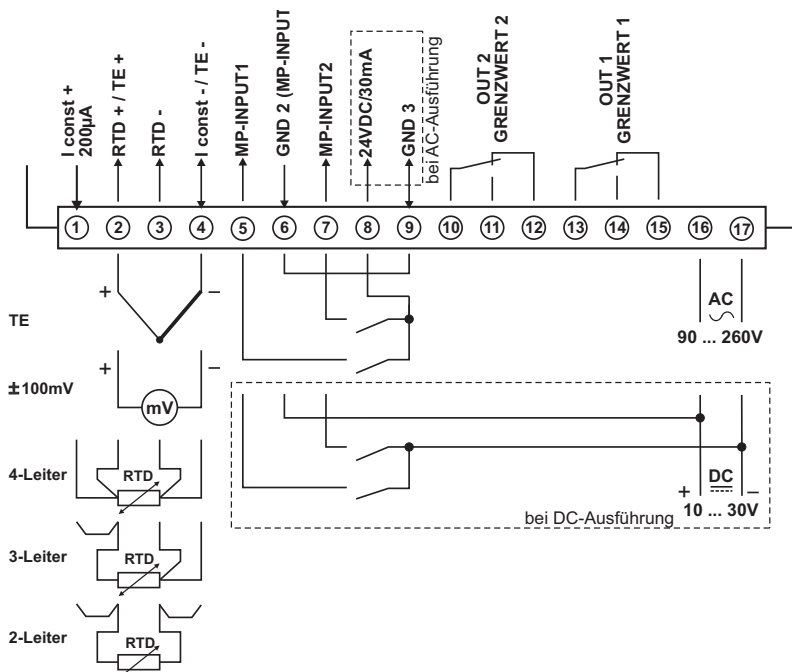 I const +
200µA
RTD + / TE +
RTD -
I const - / TE -
MP-INPUT1
GND 2 (MP-INPUT
MP-INPUT2
24VDC/30mA
GND 3
bei AC-Ausführung
OUT 2
GRENZWERT 2
OUT 1
GRENZWERT 1
1 2 3 4 5 6 7 8 9 10 11 12 13 14 15 16 17
+ −
TE
AC
90 ... 260V
+ −
±100mV
mV
4-Leiter
RTD
+ DC −
10 ... 30V
bei DC-Ausführung
3-Leiter
RTD
2-Leiter
RTD